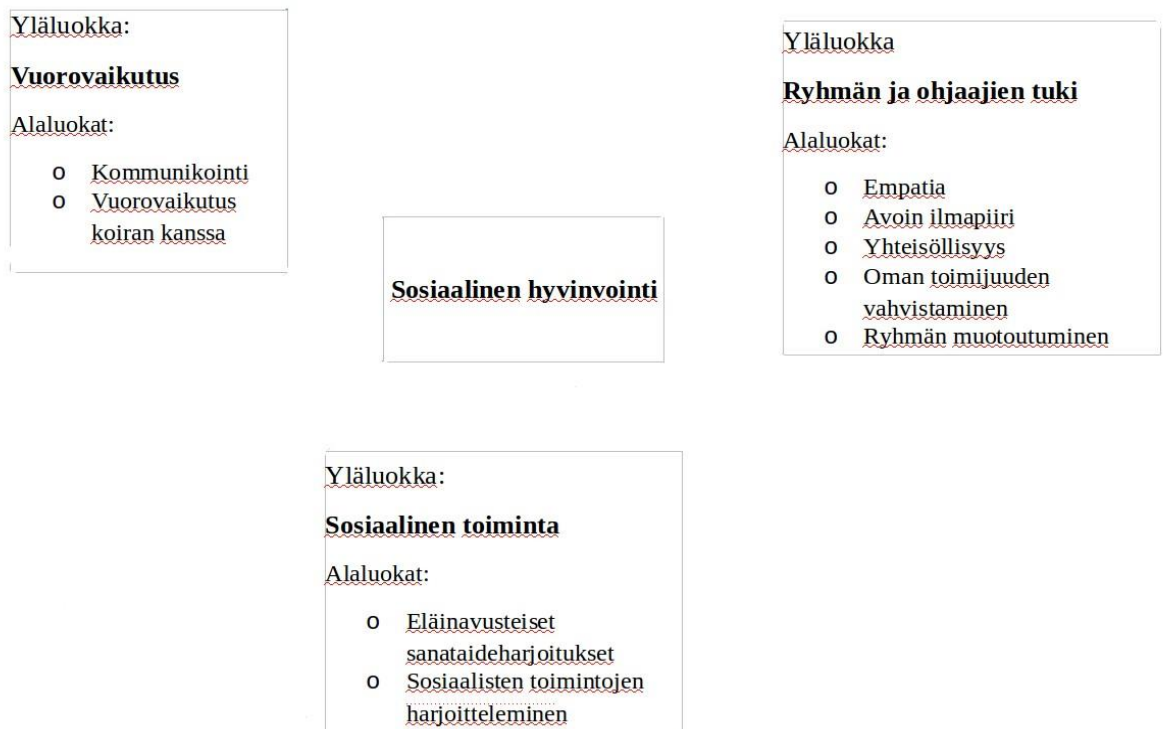 Yläluokka:
Vuorovaikutus
Alaluokat:
o Kommunikointi
o Vuorovaikutus
koiran kanssa
Yläluokka
Ryhmän ja ohjaajien tuki
Alaluokat:
o Empatia
o Avoin ilmapiiri
o Yhteisöllisyys
o Oman toimijuuden
vahvistaminen
o Ryhmän muotoutuminen
Sosiaalinen hyvinvointi
Yläluokka:
Sosiaalinen toiminta
Alaluokat:
o Eläinavusteiset
sanataideharjoitukset
o Sosiaalisten toimintojen
harjoitteleminen